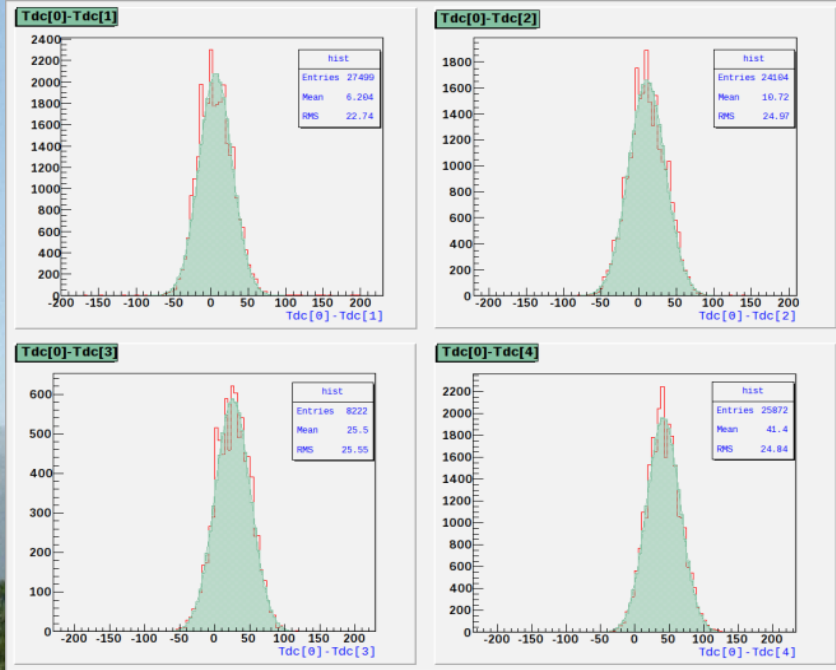 Tdc[0]-Tdc[1]
2400
2200
2000
1800
1600
1400
1200
1000
800
600
400
200
0
-200 -150 -100 -50 0 50 100 150 200
Tdc[0]-Tdc[1]
hist
Entries 27499
Mean 6.204
RMS 22.74
Tdc[0]-Tdc[2]
1800
1600
1400
1200
1000
800
600
400
200
0
-200 -150 -100 -50 0 50 100 150 200
Tdc[0]-Tdc[2]
hist
Entries 24104
Mean 10.72
RMS 24.97
Tdc[0]-Tdc[3]
600
500
400
300
200
100
0
-200 -150 -100 -50 0 50 100 150 200
Tdc[0]-Tdc[3]
hist
Entries 8222
Mean 25.5
RMS 25.55
Tdc[0]-Tdc[4]
2200
2000
1800
1600
1400
1200
1000
800
600
400
200
0
-200 -150 -100 -50 0 50 100 150 200
Tdc[0]-Tdc[4]
hist
Entries 25872
Mean 41.4
RMS 24.84